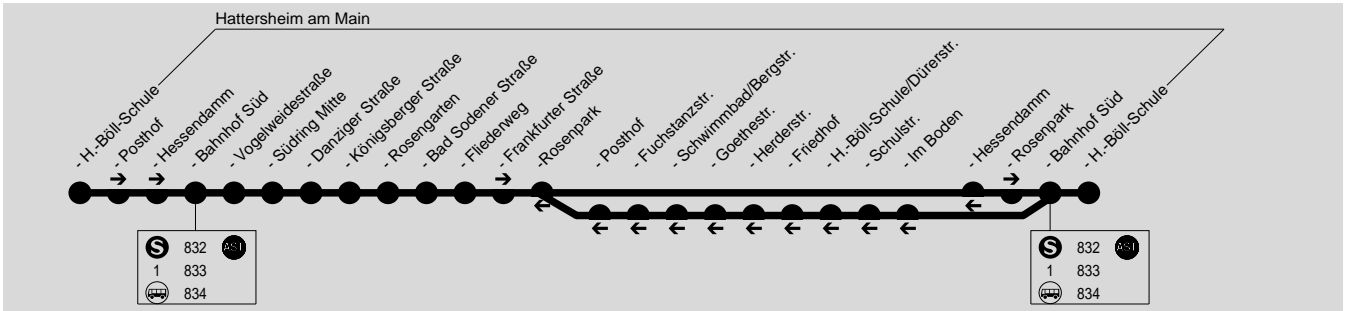 Hattersheim am Main
- H.-Böll-Schule
- Posthof
- Hessendamm
- Bahnhof Süd
- Vogelweidestraße
- Südring Mitte
- Danziger Straße
- Königsberger Straße
- Rosengarten
- Bad Sodener Straße
- Fliederweg
- Frankfurter Straße
-Rosenpark
- Posthof
- Fuchstanzstr.
- Schwimmbad/Bergstr.
- Goethestr.
- Herderstr.
- Friedhof
- H.-Böll-Schule/Dürerstr.
- Schulstr.
- Im Boden
- Hessendamm
- Rosenpark
- Bahnhof Süd
- H.-Böll-Schule
S 832 AST
1 833
834
S 832 AST
1 833
834